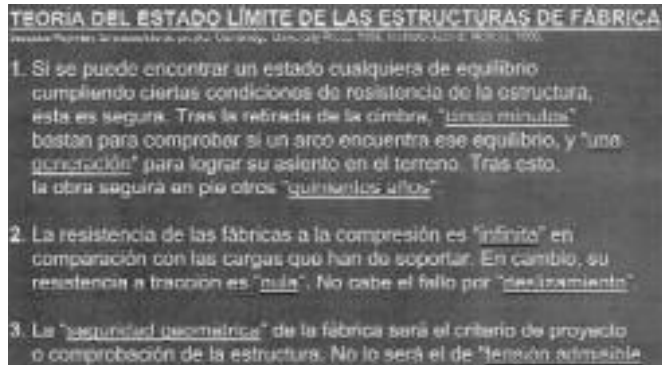 TEORÍA DEL ESTADO LÍMITE DE LAS ESTRUCTURAS DE FÁBRICA
1. Si se puede encontrar un estado cualquiera de equilibrio
cumpliendo ciertas condiciones de resistencia de la estructura,
esta es segura. Tras la retirada de la cimbra, "cinco minutos"
bastan para comprobar si un arco encuentra ese equilibrio, y "una
generación" para lograr su asiento en el terreno. Tras esto,
la obra seguirá en pie otros "quinientos años"
2. La resistencia de las fábricas a la compresión es "infinita" en
comparación con las cargas que han de soportar. En cambio, su
resistencia a tracción es "nula". No cabe el fallo por "deslizamiento"
3. La "seguridad geométrica" de la fábrica será el criterio de proyecto
o comprobación de la estructura. No lo será el de "tensión admisible